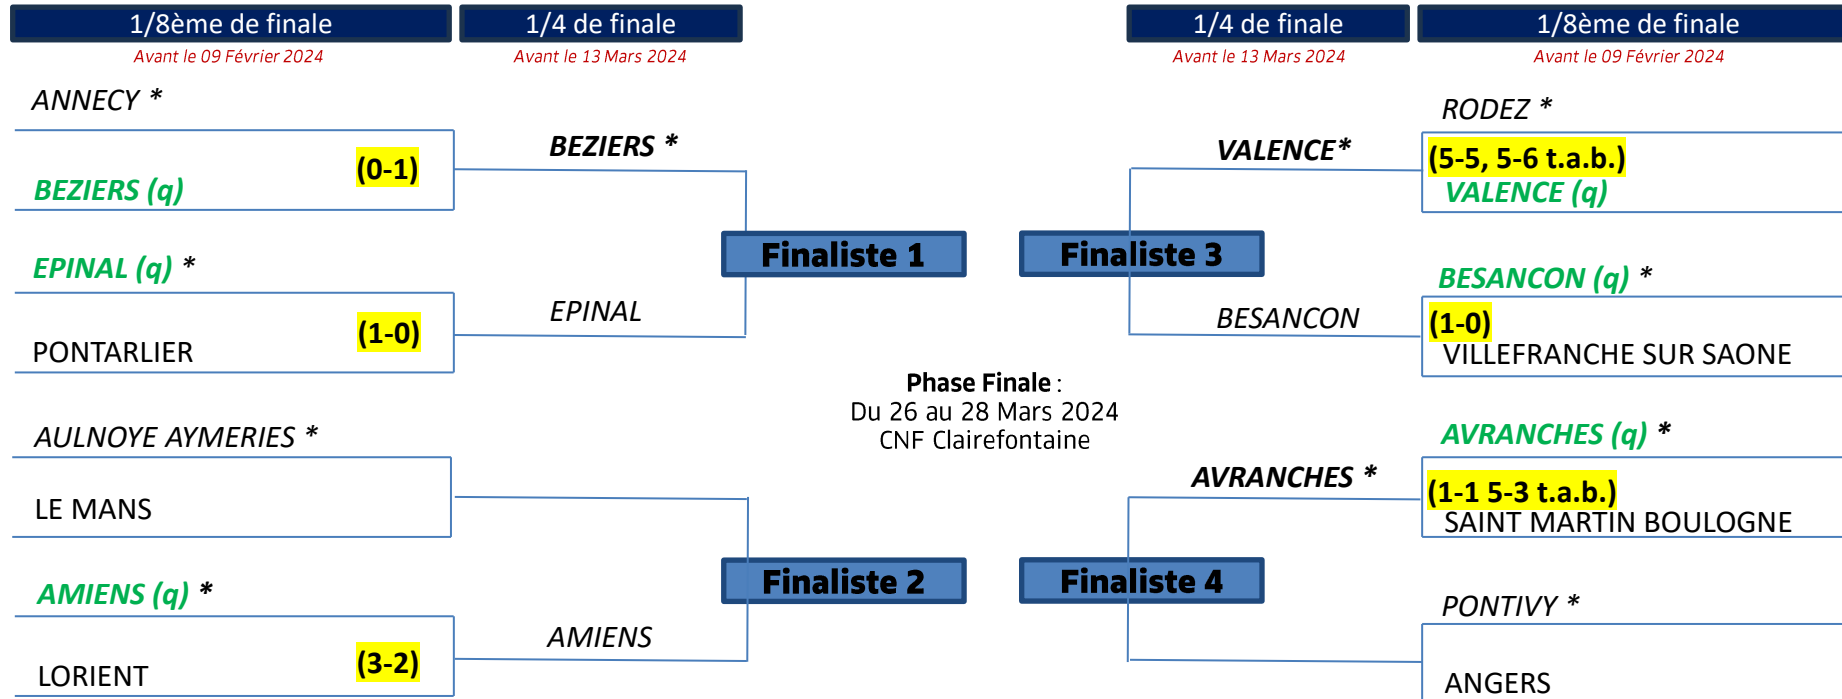 1/8ème de finale
Avant le 09 Février 2024
1/4 de finale
Avant le 13 Mars 2024
1/4 de finale
Avant le 13 Mars 2024
1/8ème de finale
Avant le 09 Février 2024
ANNECY *
(0-1)
BEZIERS (q)
EPINAL (q) *
(1-0)
PONTARLIER
AULNOYE AYMERIES *
LE MANS
AMIENS (q) *
(3-2)
LORIENT
BEZIERS *
Finaliste 1
EPINAL
Finaliste 2
AMIENS
Phase Finale :
Du 26 au 28 Mars 2024
CNF Clairefontaine
VALENCE*
Finaliste 3
BESANCON
AVRANCHES *
Finaliste 4
RODEZ *
(5-5, 5-6 t.a.b.)
VALENCE (q)
BESANCON (q) *
(1-0)
VILLEFRANCHE SUR SAONE
AVRANCHES (q) *
(1-1 5-3 t.a.b.)
SAINT MARTIN BOULOGNE
PONTIVY *
ANGERS